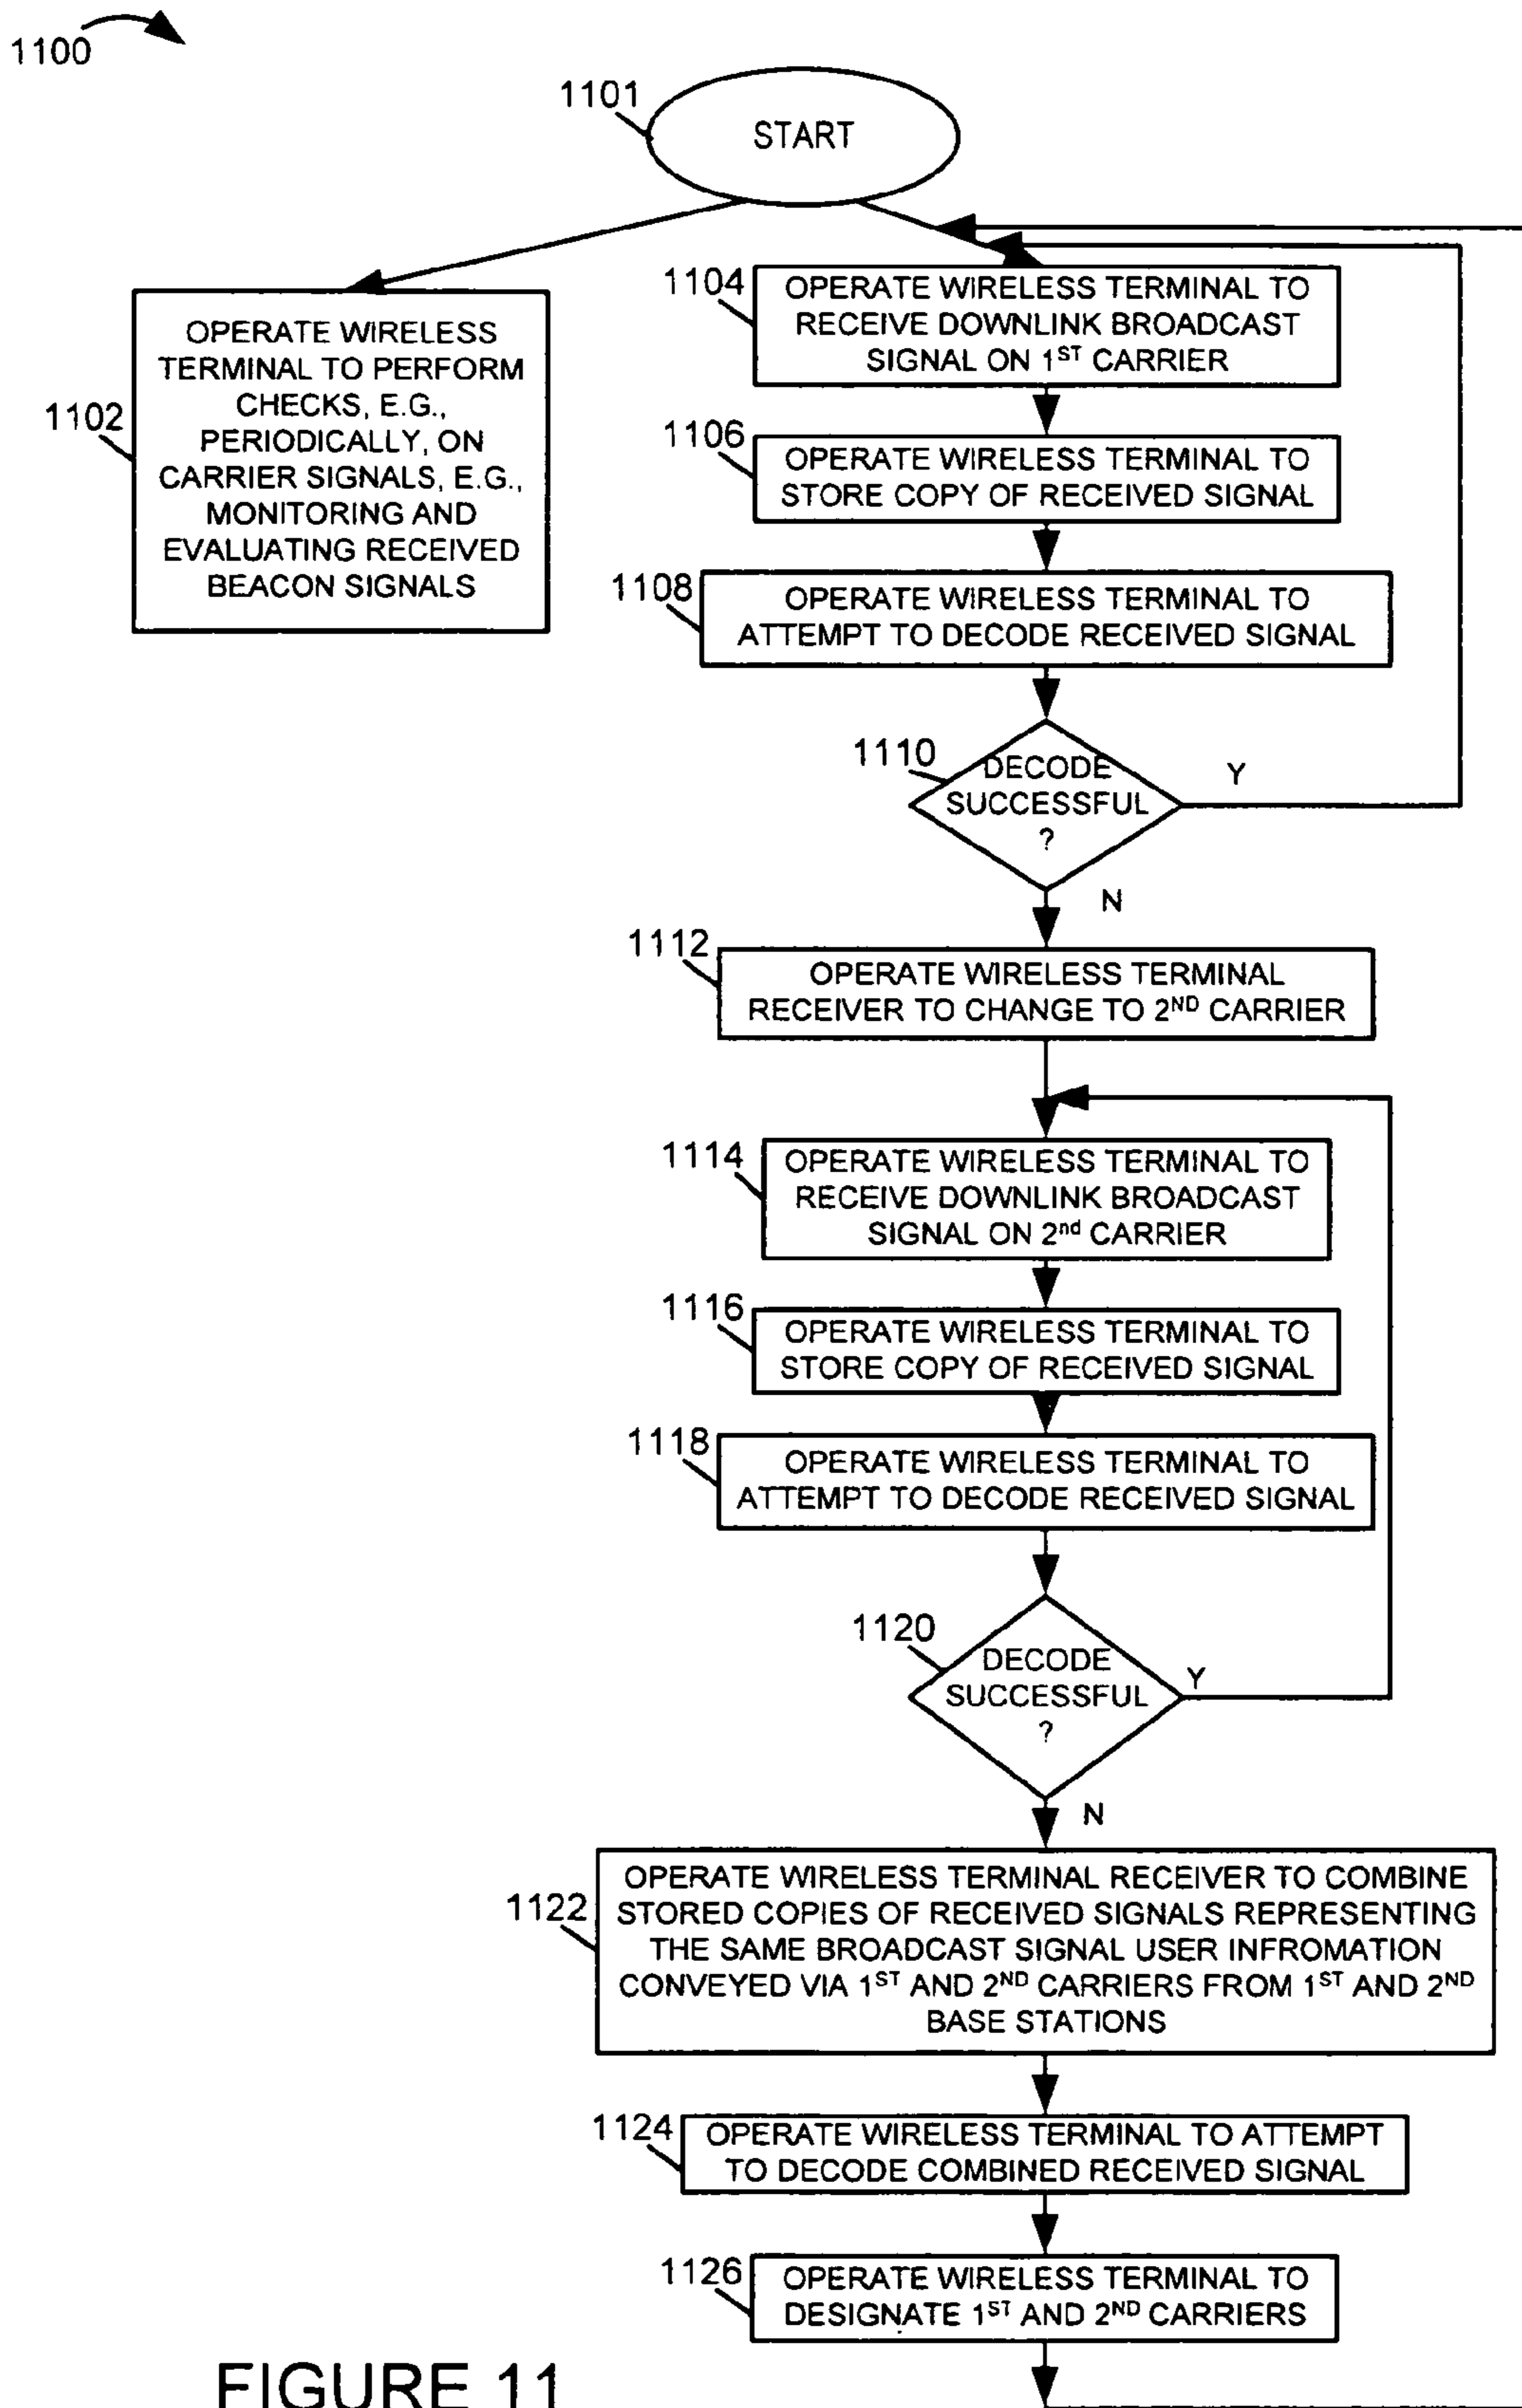 1100
1101
START
1102
OPERATE WIRELESS
TERMINAL TO PERFORM
CHECKS, E.G.,
PERIODICALLY, ON
CARRIER SIGNALS, E.G.,
MONITORING AND
EVALUATING RECEIVED
BEACON SIGNALS
1104
OPERATE WIRELESS TERMINAL TO
RECEIVE DOWNLINK BROADCAST
SIGNAL ON 1ST CARRIER
1106
OPERATE WIRELESS TERMINAL TO
STORE COPY OF RECEIVED SIGNAL
1108
OPERATE WIRELESS TERMINAL TO
ATTEMPT TO DECODE RECEIVED SIGNAL
1110
DECODE
SUCCESSFUL
?
Y
N
1112
OPERATE WIRELESS TERMINAL
RECEIVER TO CHANGE TO 2ND CARRIER
1114
OPERATE WIRELESS TERMINAL TO
RECEIVE DOWNLINK BROADCAST
SIGNAL ON 2nd CARRIER
1116
OPERATE WIRELESS TERMINAL TO
STORE COPY OF RECEIVED SIGNAL
1118
OPERATE WIRELESS TERMINAL TO
ATTEMPT TO DECODE RECEIVED SIGNAL
1120
DECODE
SUCCESSFUL
?
Y
N
1122
OPERATE WIRELESS TERMINAL RECEIVER TO COMBINE
STORED COPIES OF RECEIVED SIGNALS REPRESENTING
THE SAME BROADCAST SIGNAL USER INFROMATION
CONVEYED VIA 1ST AND 2ND CARRIERS FROM 1ST AND 2ND
BASE STATIONS
1124
OPERATE WIRELESS TERMINAL TO ATTEMPT
TO DECODE COMBINED RECEIVED SIGNAL
1126
OPERATE WIRELESS TERMINAL TO
DESIGNATE 1ST AND 2ND CARRIERS
FIGURE 11